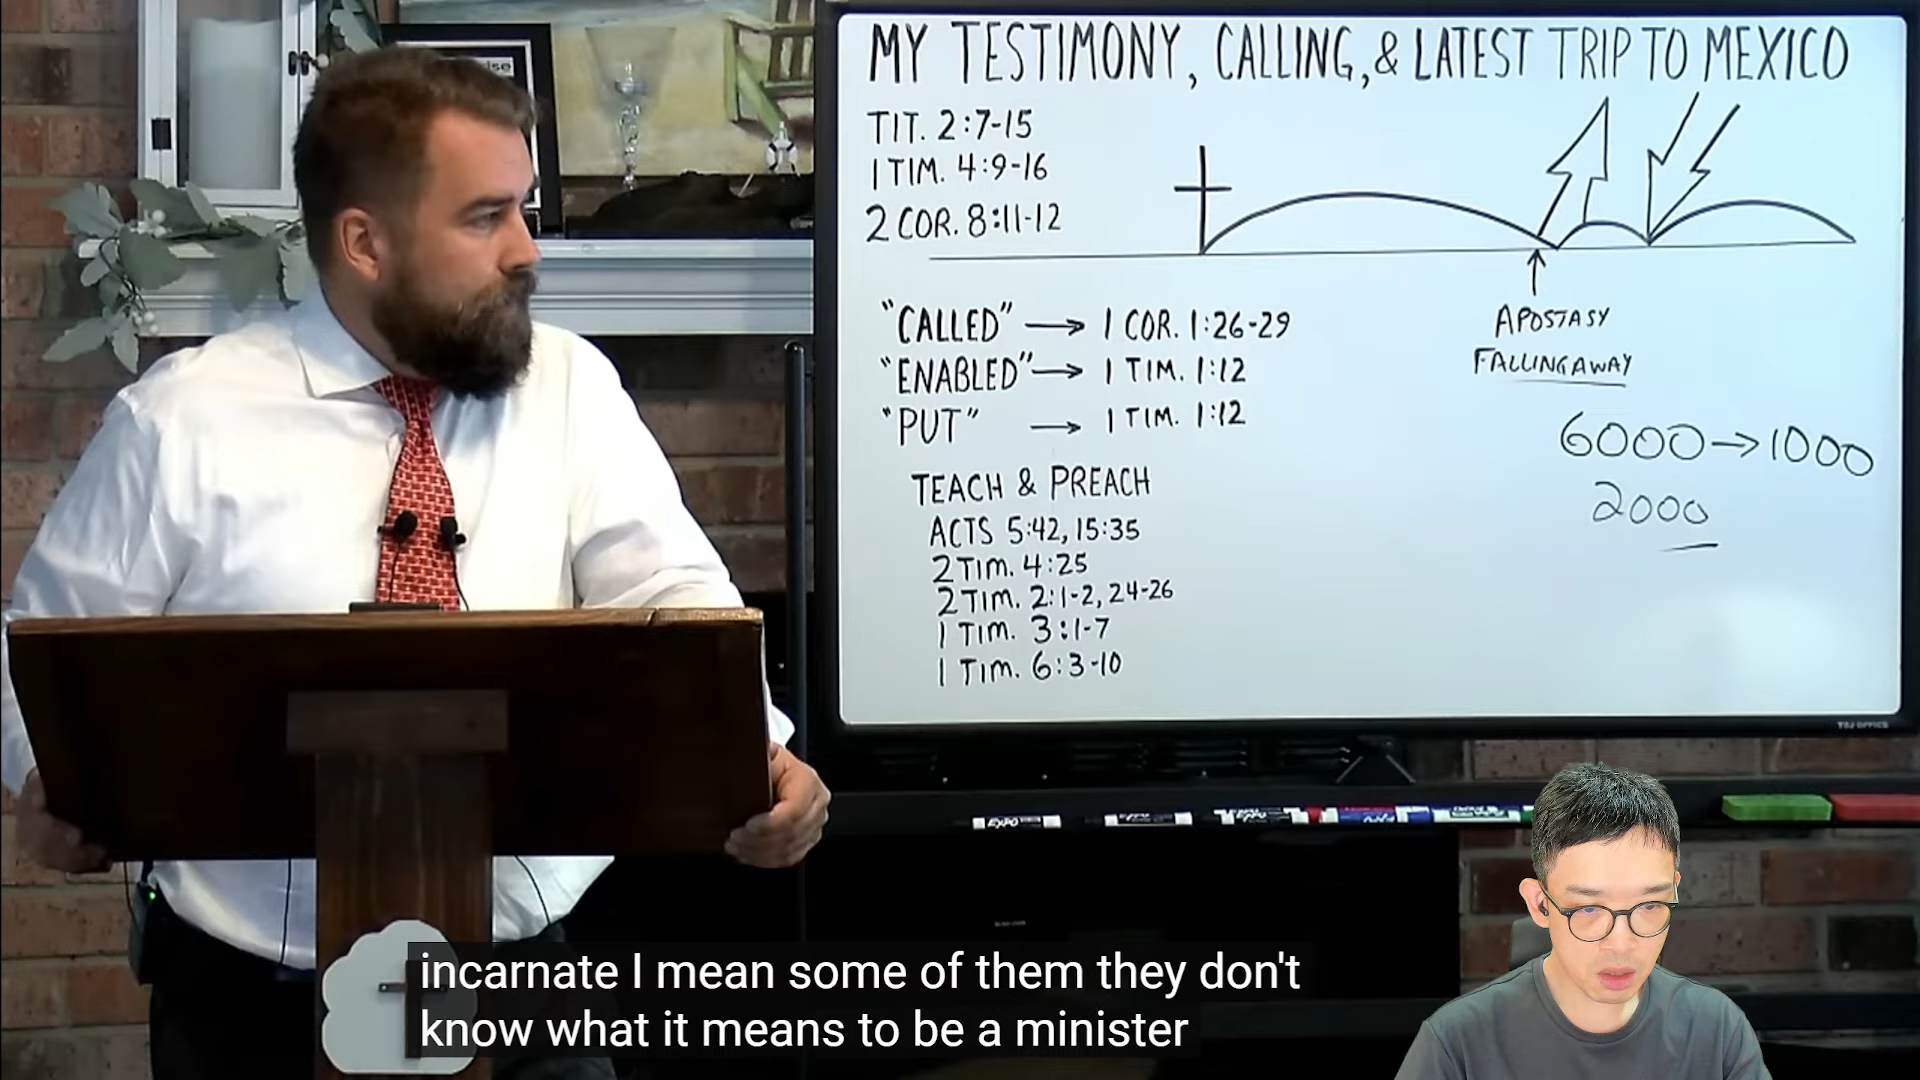 MY TESTIMONY, CALLING, & LATEST TRIP TO MEXICO
TIT. 2:7-15
1 TIM. 4:9-16
2 COR. 8:11-12
"CALLED" → 1 COR. 1:26-29
"ENABLED" → 1 TIM. 1:12
"PUT" → 1 TIM. 1:12
TEACH & PREACH
ACTS 5:42, 15:35
2 TIM. 4:25
2 TIM. 2:1-2, 24-26
1 TIM. 3:1-7
1 TIM. 6:3-10
APOSTASY
FALLING AWAY
6000→1000
2000
EXPO
incarnate I mean some of them they don't
know what it means to be a minister